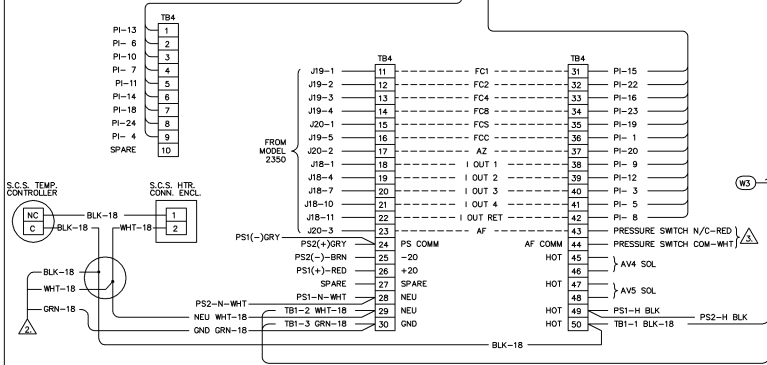 TB4
PI-13 1
PI- 6 2
PI-10 3
PI- 7 4
PI-11 5
PI-14 6
PI-18 7
PI-24 8
PI- 4 9
SPARE 10
TB4 TB4
J19-1 11 FC1 31 PI-15
J19-2 12 FC2 32 PI-22
J19-3 13 FC4 33 PI-16
J19-4 14 FC8 34 PI-23
J20-1 15 FCS 35 PI-19
J19-5 16 FCC 36 PI- 1
J20-2 17 AZ 37 PI-20
J18-1 18 I OUT 1 38 PI- 9
J18-4 19 I OUT 2 39 PI-12
J18-7 20 I OUT 3 40 PI- 3
J18-10 21 I OUT 4 41 PI- 5
J18-11 22 I OUT RET 42 PI- 8
J20-3 23 AF 43 PRESSURE SWITCH N/C-RED
FROM
MODEL
2350
PS1(-)GRY
PS2(+)GRY 24 PS COMM AF COMM 44 PRESSURE SWITCH COM-WHT
3.
PS2(-)-BRN 25 -20 HOT 45
PS1(+)-RED 26 +20 46
AV4 SOL
SPARE 27 SPARE HOT 47
PS1-N-WHT 28 NEU 48
AV5 SOL
PS2-N-WHT
TB1-2 WHT-18 29 NEU HOT 49 PS1-H BLK
NEU WHT-18
PS2-H BLK
TB1-3 GRN-18 30 GND HOT 50 TB1-1 BLK-18
GND GRN-18
BLK-18
W3
S.C.S. TEMP.
CONTROLLER
NC
C
S.C.S. HTR.
CONN. ENCL.
1
2
BLK-18
BLK-18 WHT-18
BLK-18
WHT-18
GRN-18
2.